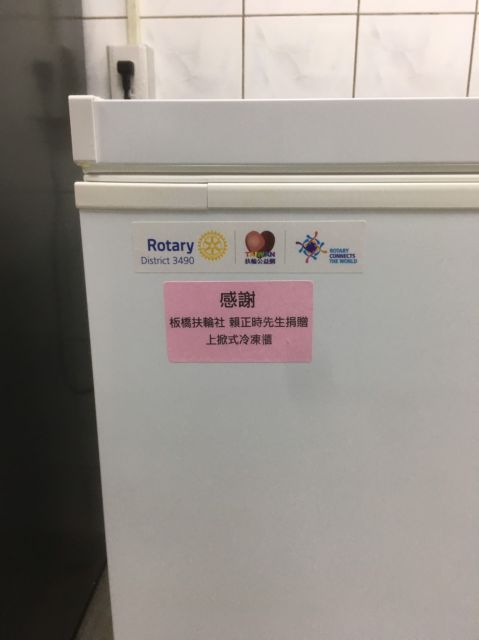 Rotary
District 3490
TAIWAN
扶輪公益網
ROTARY
CONNECTS
THE WORLD
感謝
板橋扶輪社 賴正時先生捐贈
上掀式冷凍櫃